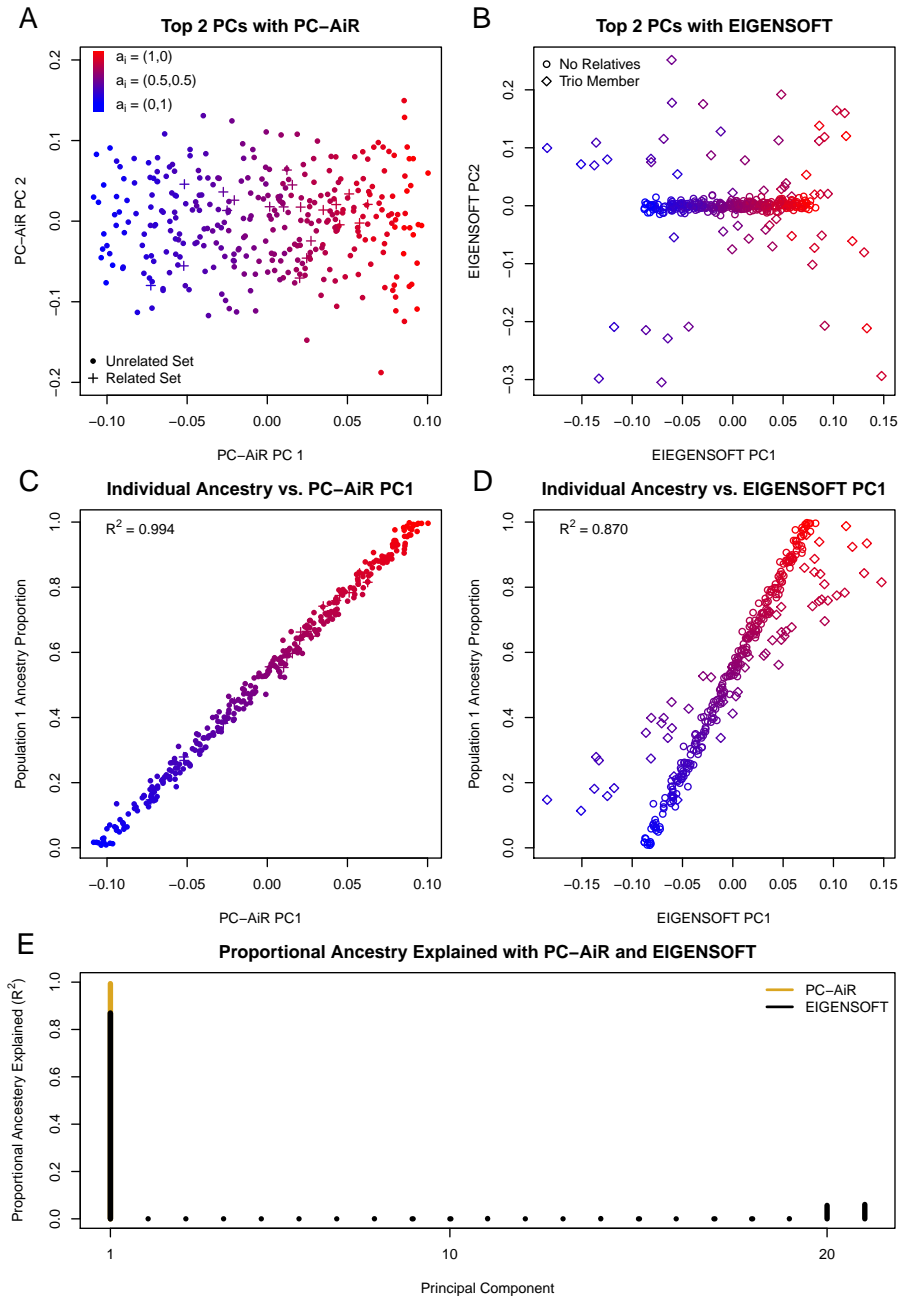 A
Top 2 PCs with PC−AiR
a_i = (1,0)
a_i = (0.5,0.5)
a_i = (0,1)
Unrelated Set
Related Set
PC−AiR PC 2
0.2
0.1
0.0
−0.1
−0.2
−0.10 −0.05 0.00 0.05 0.10
PC−AiR PC 1
B
Top 2 PCs with EIGENSOFT
No Relatives
Trio Member
EIGENSOFT PC2
0.2
0.1
0.0
−0.1
−0.2
−0.3
−0.15 −0.10 −0.05 0.00 0.05 0.10 0.15
EIEGENSOFT PC1
C
Individual Ancestry vs. PC−AiR PC1
R² = 0.994
Population 1 Ancestry Proportion
1.0
0.8
0.6
0.4
0.2
0.0
−0.10 −0.05 0.00 0.05 0.10
PC−AiR PC1
D
Individual Ancestry vs. EIGENSOFT PC1
R² = 0.870
Population 1 Ancestry Proportion
1.0
0.8
0.6
0.4
0.2
0.0
−0.15 −0.10 −0.05 0.00 0.05 0.10 0.15
EIGENSOFT PC1
E
Proportional Ancestry Explained with PC−AiR and EIGENSOFT
PC−AiR
EIGENSOFT
Proportional Ancestery Explained (R²)
1.0
0.8
0.6
0.4
0.2
0.0
1 10 20
Principal Component